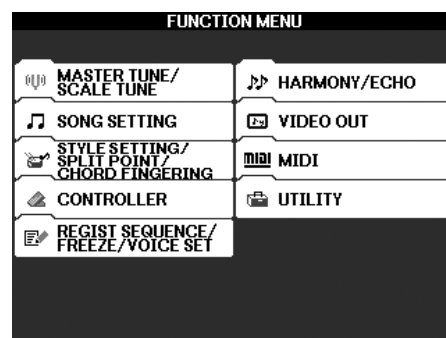 FUNCTION MENU
MASTER TUNE/
SCALE TUNE
SONG SETTING
STYLE SETTING/
SPLIT POINT/
CHORD FINGERING
CONTROLLER
REGIST SEQUENCE/
FREEZE/VOICE SET
HARMONY/ECHO
VIDEO OUT
MIDI MIDI
UTILITY